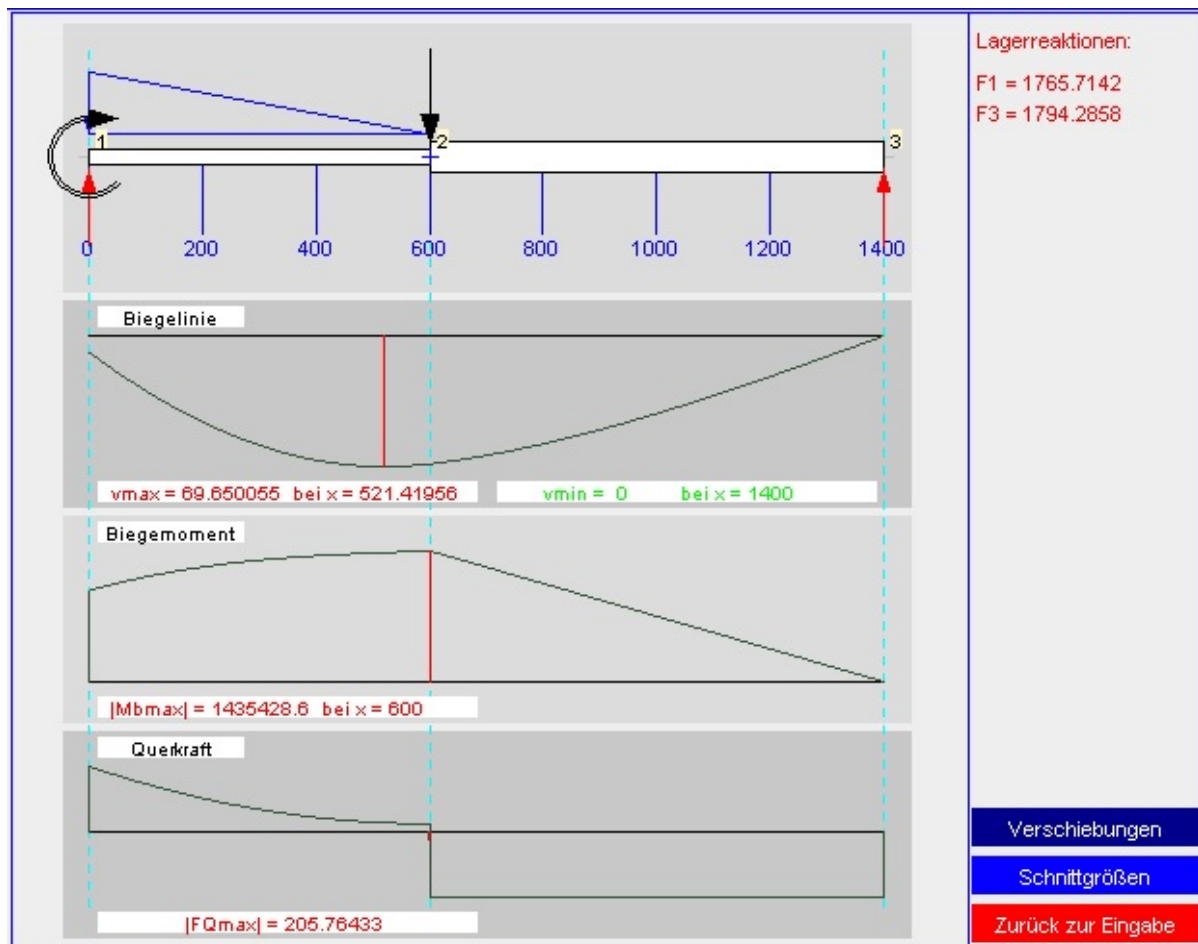 Lagerreaktionen:
F1 = 1765.7142
F3 = 1794.2858
1
2
3
0 200 400 600 800 1000 1200 1400
Biegelinie
vmax = 69.650055 bei x = 521.41956
vmin = 0 bei x = 1400
Biegemoment
|Mbmax| = 1435428.6 bei x = 600
Querkraft
|FQmax| = 205.76433
Verschiebungen
Schnittgrößen
Zurück zur Eingabe